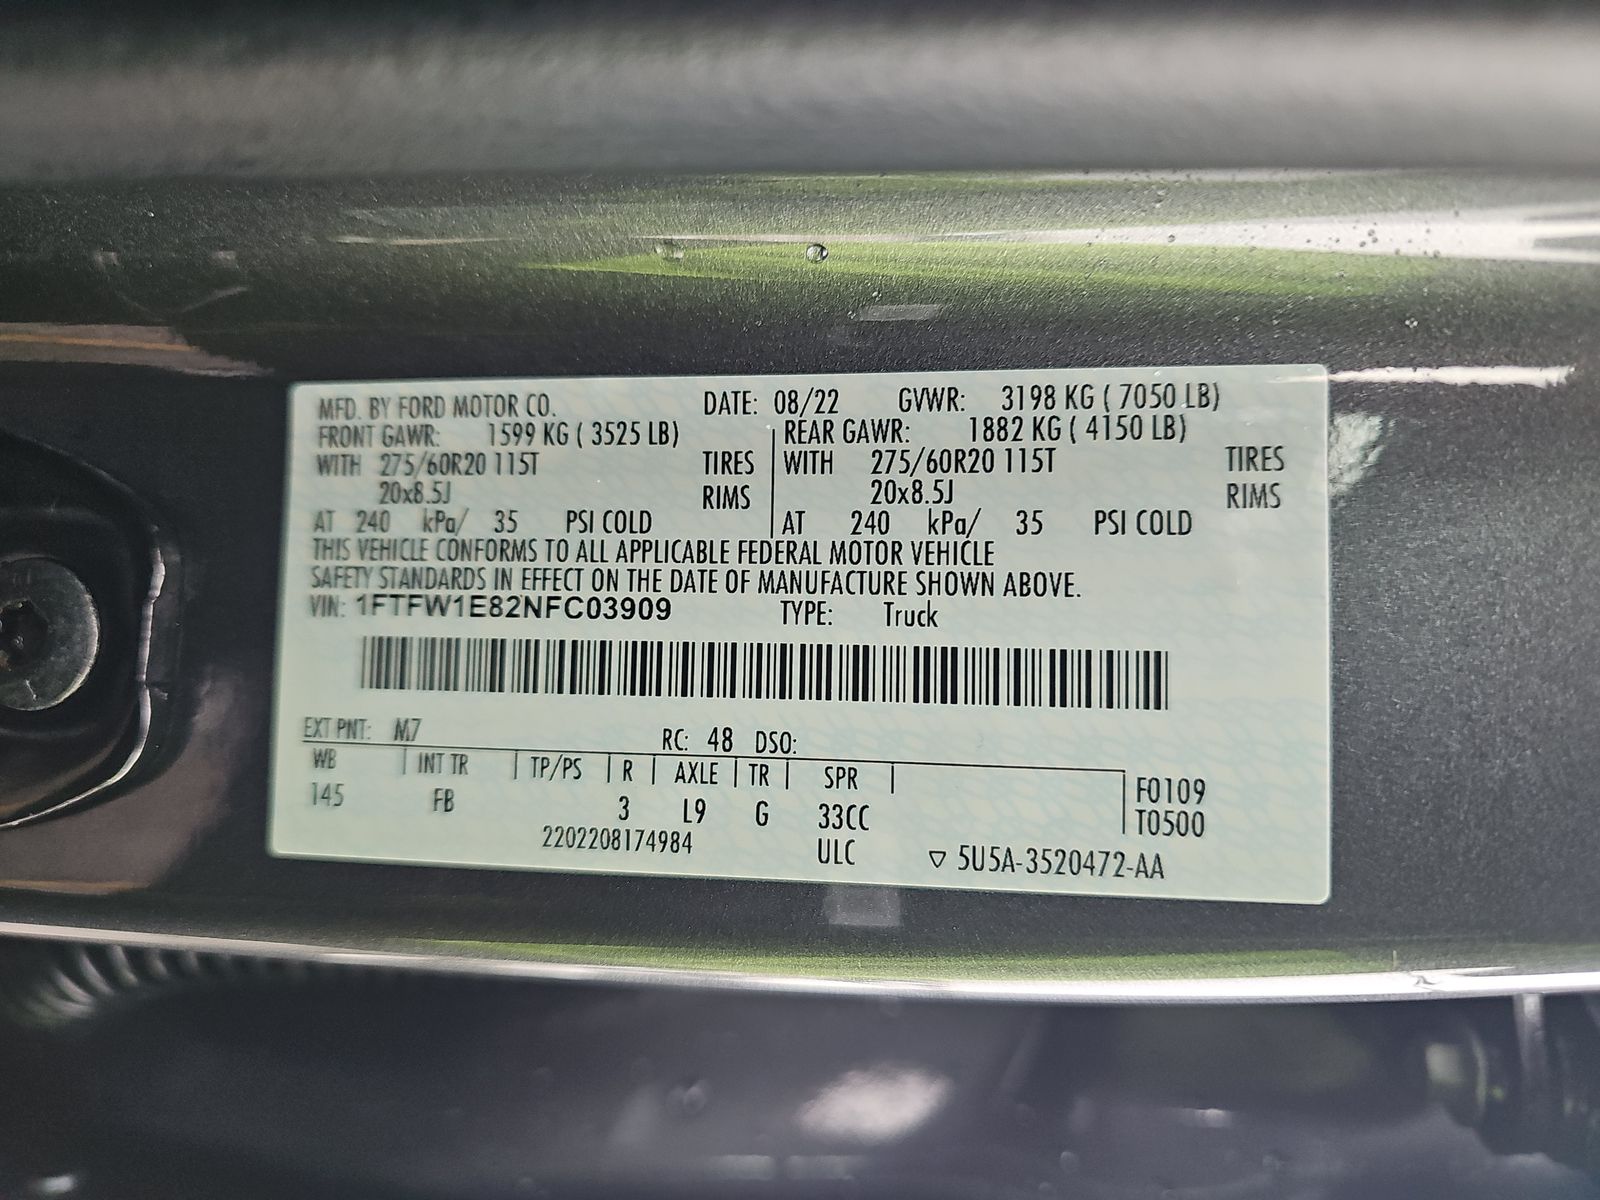 MFD. BY FORD MOTOR CO. DATE: 08/22 GVWR: 3198 KG ( 7050 LB)
FRONT GAWR: 1599 KG ( 3525 LB) REAR GAWR: 1882 KG ( 4150 LB)
WITH 275/60R20 115T TIRES WITH 275/60R20 115T TIRES
20x8.5J RIMS 20x8.5J RIMS
AT 240 kPa/ 35 PSI COLD AT 240 kPa/ 35 PSI COLD
THIS VEHICLE CONFORMS TO ALL APPLICABLE FEDERAL MOTOR VEHICLE
SAFETY STANDARDS IN EFFECT ON THE DATE OF MANUFACTURE SHOWN ABOVE.
VIN: 1FTFW1E82NFC03909 TYPE: Truck
EXT PNT: M7 RC: 48 DSO:
WB INT TR TP/PS R AXLE TR SPR F0109
145 FB 3 L9 G 33CC T0500
2202208174984 ULC ▽ 5U5A-3520472-AA